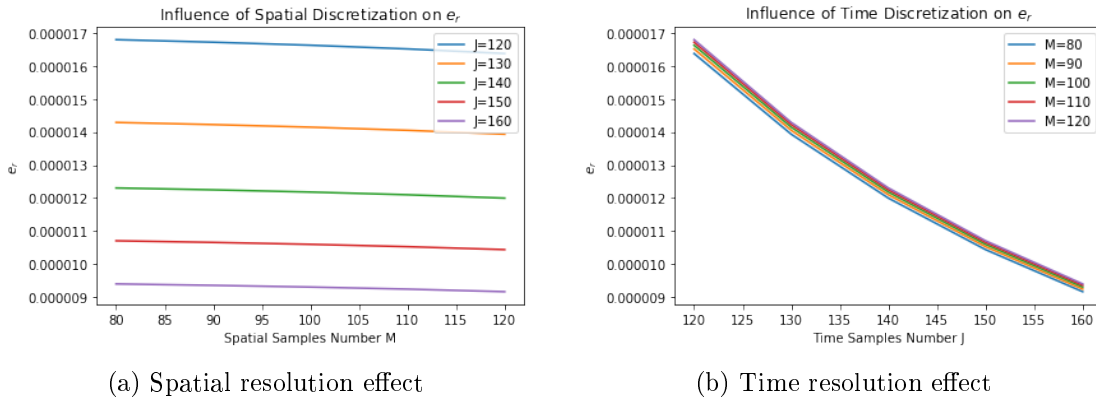 Influence of Spatial Discretization on e_r
0.000017
0.000016
0.000015
0.000014
0.000013
0.000012
0.000011
0.000010
0.000009
e_r
80 85 90 95 100 105 110 115 120
Spatial Samples Number M
J=120
J=130
J=140
J=150
J=160
(a) Spatial resolution effect
Influence of Time Discretization on e_r
0.000017
0.000016
0.000015
0.000014
0.000013
0.000012
0.000011
0.000010
0.000009
e_r
120 125 130 135 140 145 150 155 160
Time Samples Number J
M=80
M=90
M=100
M=110
M=120
(b) Time resolution effect